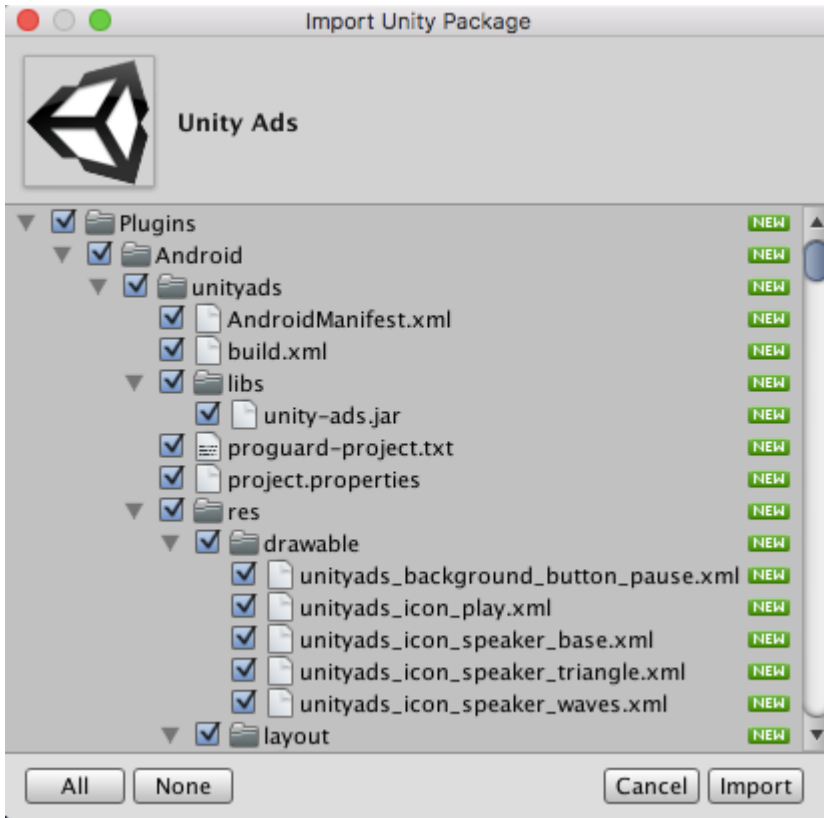 Import Unity Package
Unity Ads
Plugins NEW
Android NEW
unityads NEW
AndroidManifest.xml NEW
build.xml NEW
libs NEW
unity-ads.jar NEW
proguard-project.txt NEW
project.properties NEW
res NEW
drawable NEW
unityads_background_button_pause.xml NEW
unityads_icon_play.xml NEW
unityads_icon_speaker_base.xml NEW
unityads_icon_speaker_triangle.xml NEW
unityads_icon_speaker_waves.xml NEW
layout NEW
All None Cancel Import